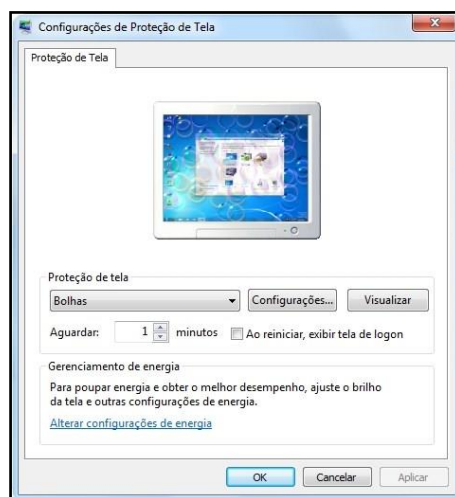 Configurações de Proteção de Tela
Proteção de Tela
Proteção de tela
Bolhas Configurações... Visualizar
Aguardar: 1 minutos Ao reiniciar, exibir tela de logon
Gerenciamento de energia
Para poupar energia e obter o melhor desempenho, ajuste o brilho
da tela e outras configurações de energia.
Alterar configurações de energia
OK Cancelar Aplicar